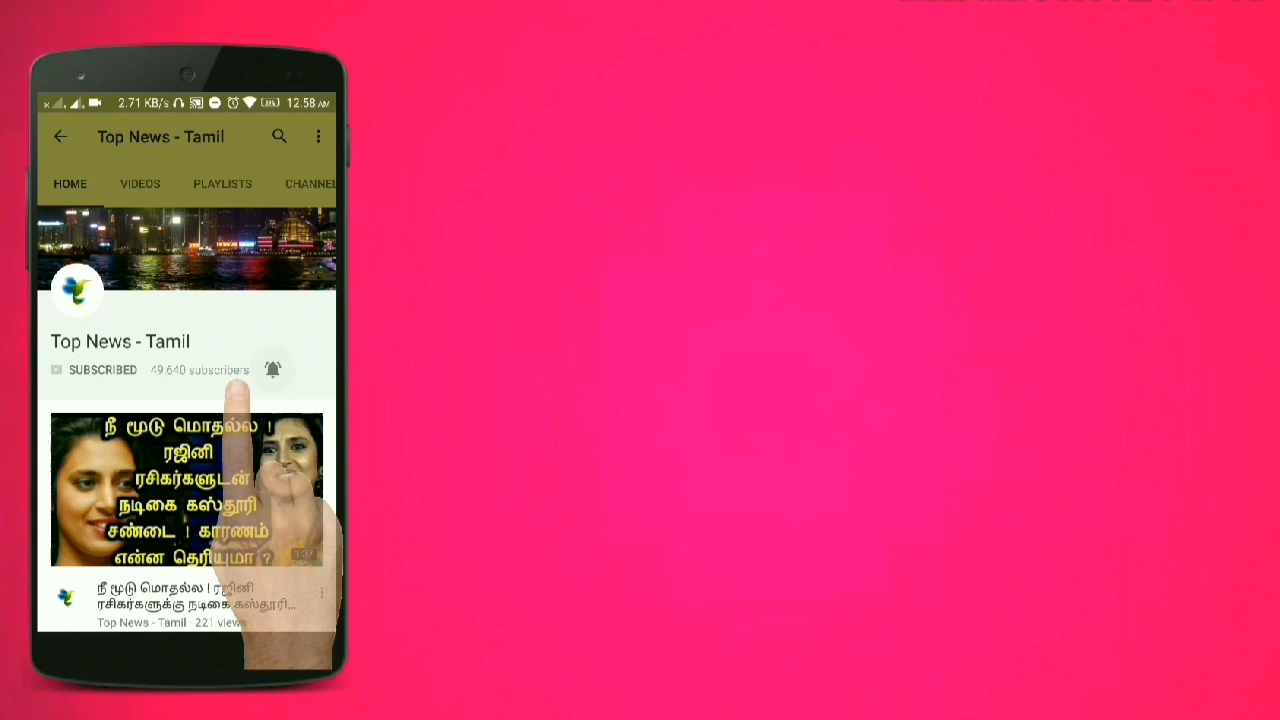 2.71 KB/s 12:58 AM
Top News - Tamil
HOME VIDEOS PLAYLISTS CHANNEL
Top News - Tamil
SUBSCRIBED 49,640 subscribers
நீ மூடு மொதல்ல !
ரஜினி
ரசிகர்களுடன்
நடிகை கஸ்தூரி
சண்டை ! காரணம்
என்ன தெரியுமா ?
1:37
நீ மூடு மொதல்ல ! ரஜினி
ரசிகர்களுக்கு நடிகை கஸ்தூரி...
Top News - Tamil · 221 views